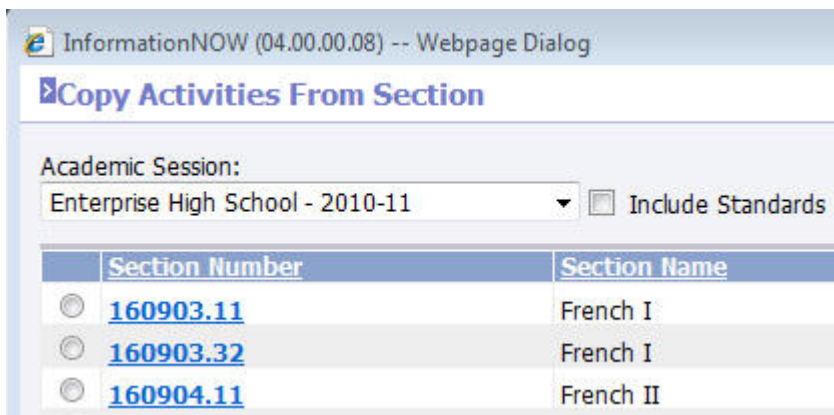 InformationNOW (04.00.00.08) -- Webpage Dialog
Copy Activities From Section
Academic Session:
Enterprise High School - 2010-11 Include Standards
Section Number Section Name
160903.11 French I
160903.32 French I
160904.11 French II